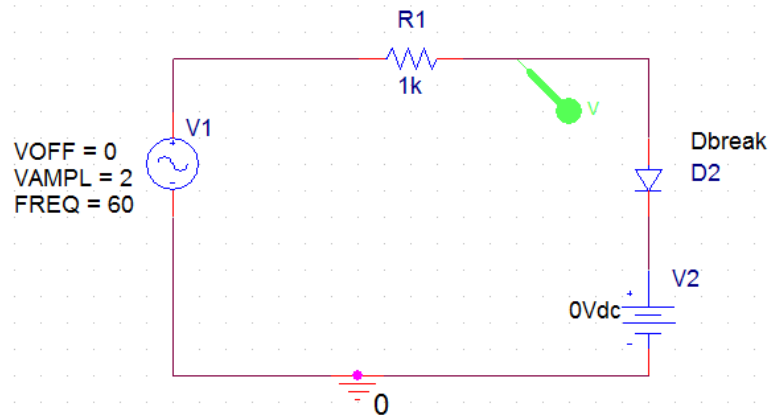 R1
1k
V
V1
VOFF = 0
VAMPL = 2
FREQ = 60
Dbreak
D2
V2
0Vdc
0